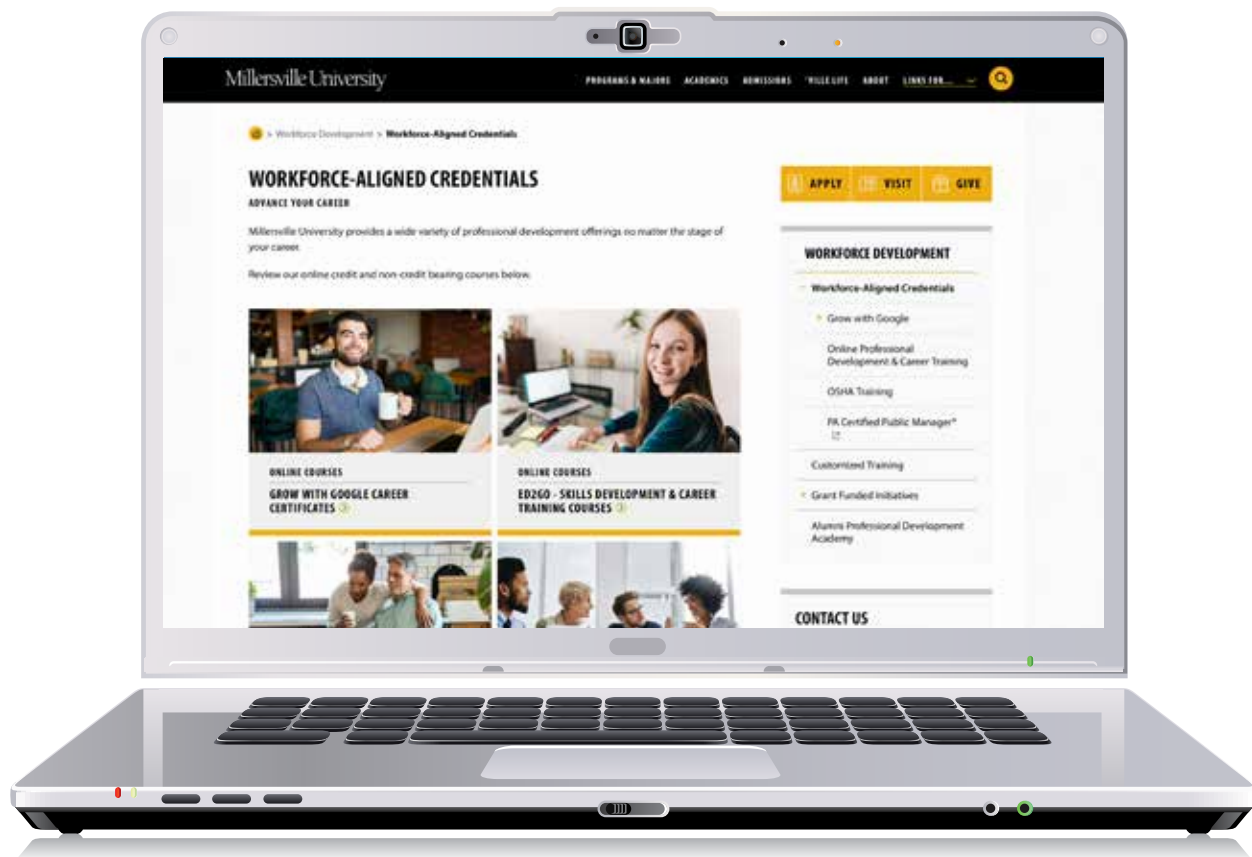 Millersville University
PROGRAMS & MAJORS ACADEMICS ADMISSIONS 'VILLE LIFE ABOUT LINKS FOR...
> Workforce Development > Workforce-Aligned Credentials
WORKFORCE-ALIGNED CREDENTIALS
ADVANCE YOUR CAREER
Millersville University provides a wide variety of professional development offerings no matter the stage of
your career.
Review our online credit and non-credit bearing courses below.
ONLINE COURSES
GROW WITH GOOGLE CAREER
CERTIFICATES
ONLINE COURSES
ED2GO - SKILLS DEVELOPMENT & CAREER
TRAINING COURSES
APPLY VISIT GIVE
WORKFORCE DEVELOPMENT
Workforce-Aligned Credentials
Grow with Google
Online Professional
Development & Career Training
OSHA Training
PA Certified Public Manager®
Customized Training
Grant Funded Initiatives
Alumni Professional Development
Academy
CONTACT US